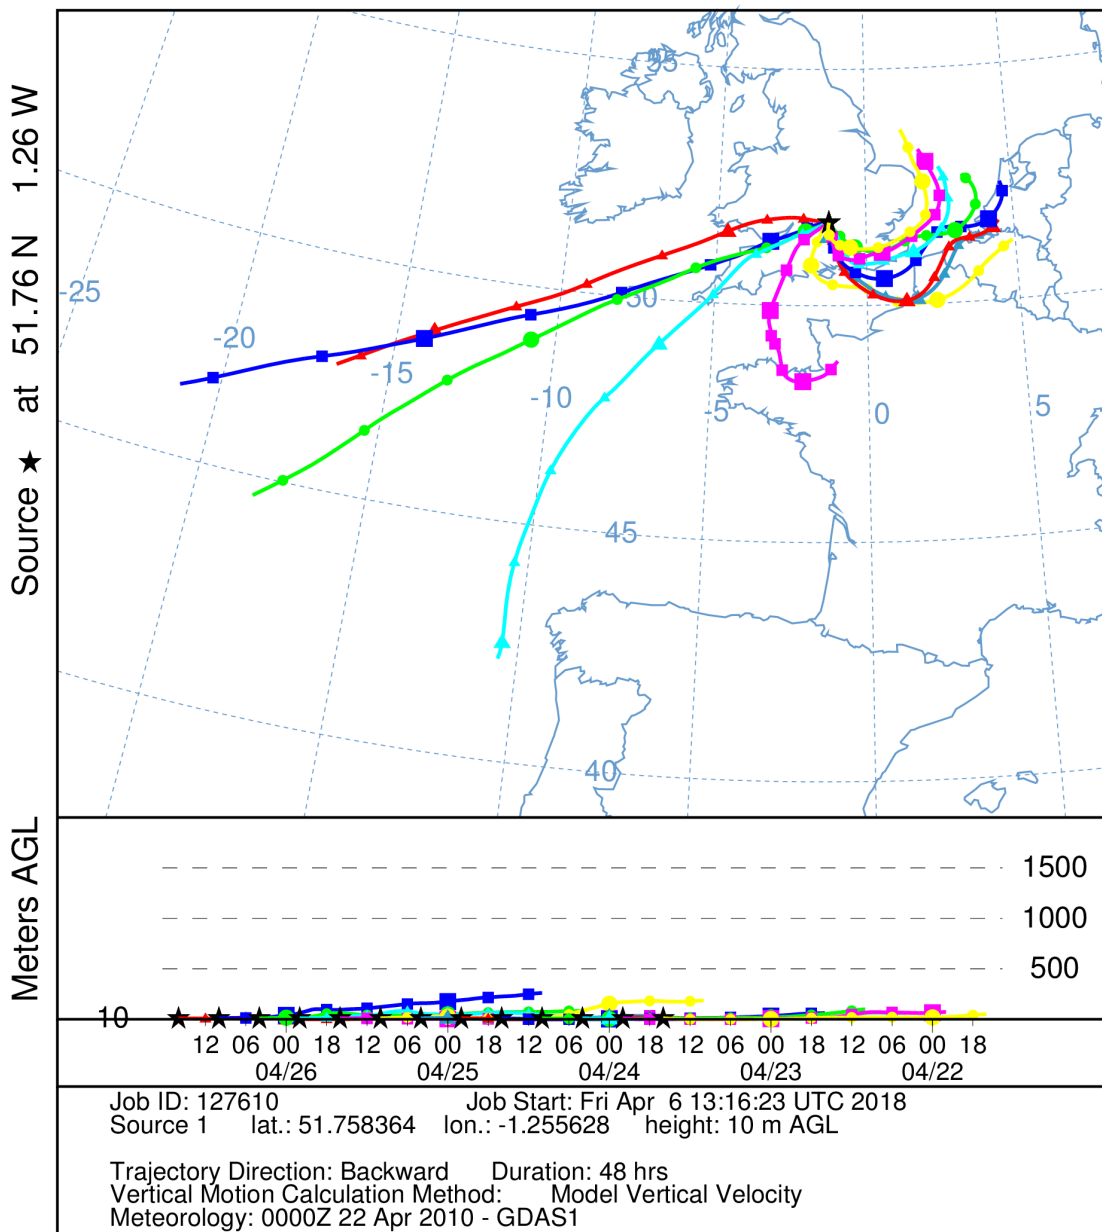 Source ★ at 51.76 N 1.26 W
55
-25
-20
50
-15
-10
-5
0
5
45
40
Meters AGL
1500
1000
500
10
12 06 00 18 12 06 00 18 12 06 00 18 12 06 00 18 12 06 00 18
04/26 04/25 04/24 04/23 04/22
Job ID: 127610 Job Start: Fri Apr 6 13:16:23 UTC 2018
Source 1 lat.: 51.758364 lon.: -1.255628 height: 10 m AGL
Trajectory Direction: Backward Duration: 48 hrs
Vertical Motion Calculation Method: Model Vertical Velocity
Meteorology: 0000Z 22 Apr 2010 - GDAS1